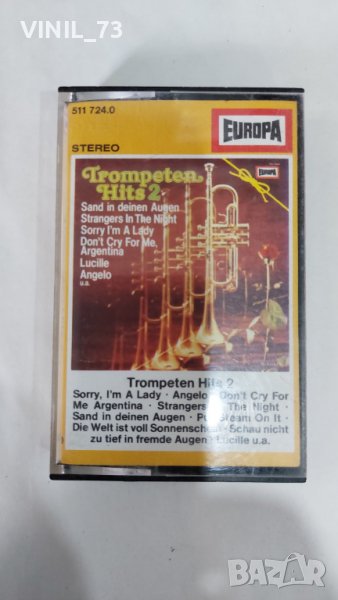 VINIL_73
511 724.0
EUROPA
STEREO
Trompeten
Hits 2
EUROPA
Sand in deinen Augen
Strangers In The Night
Sorry I'm A Lady
Don't Cry For Me,
Argentina
Lucille
Angelo
u.a.
Trompeten Hits 2
Sorry, I'm A Lady · Angelo · Don't Cry For
Me Argentina · Strangers In The Night ·
Sand in deinen Augen · Put Steam On It ·
Die Welt ist voll Sonnenschein · Schau nicht
zu tief in fremde Augen · Lucille u.a.
BAZAR